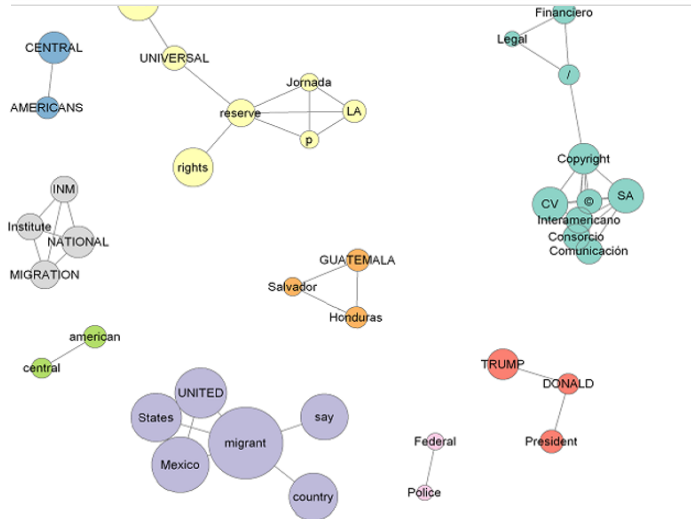 Financiero
Legal
CENTRAL
UNIVERSAL
/
Jornada
AMERICANS
reserve
LA
p
Copyright
rights
INM
CV
©
SA
Institute
Interamericano
NATIONAL
Consorcio
Comunicación
MIGRATION
GUATEMALA
Salvador
Honduras
american
central
TRUMP
DONALD
UNITED
States
say
migrant
Federal
President
Mexico
Police
country